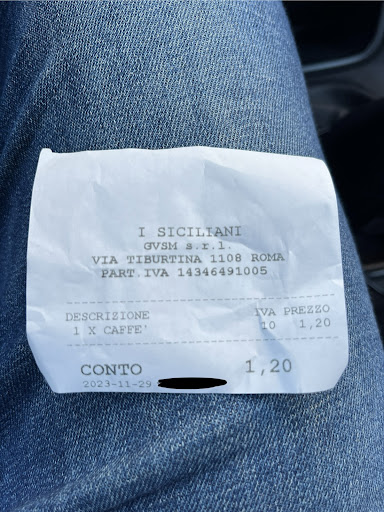 I SICILIANI
GVSM s.r.l.
VIA TIBURTINA 1108 ROMA
PART.IVA 14346491005
DESCRIZIONE IVA PREZZO
1 X CAFFE' 10 1,20
CONTO 1,20
2023-11-29